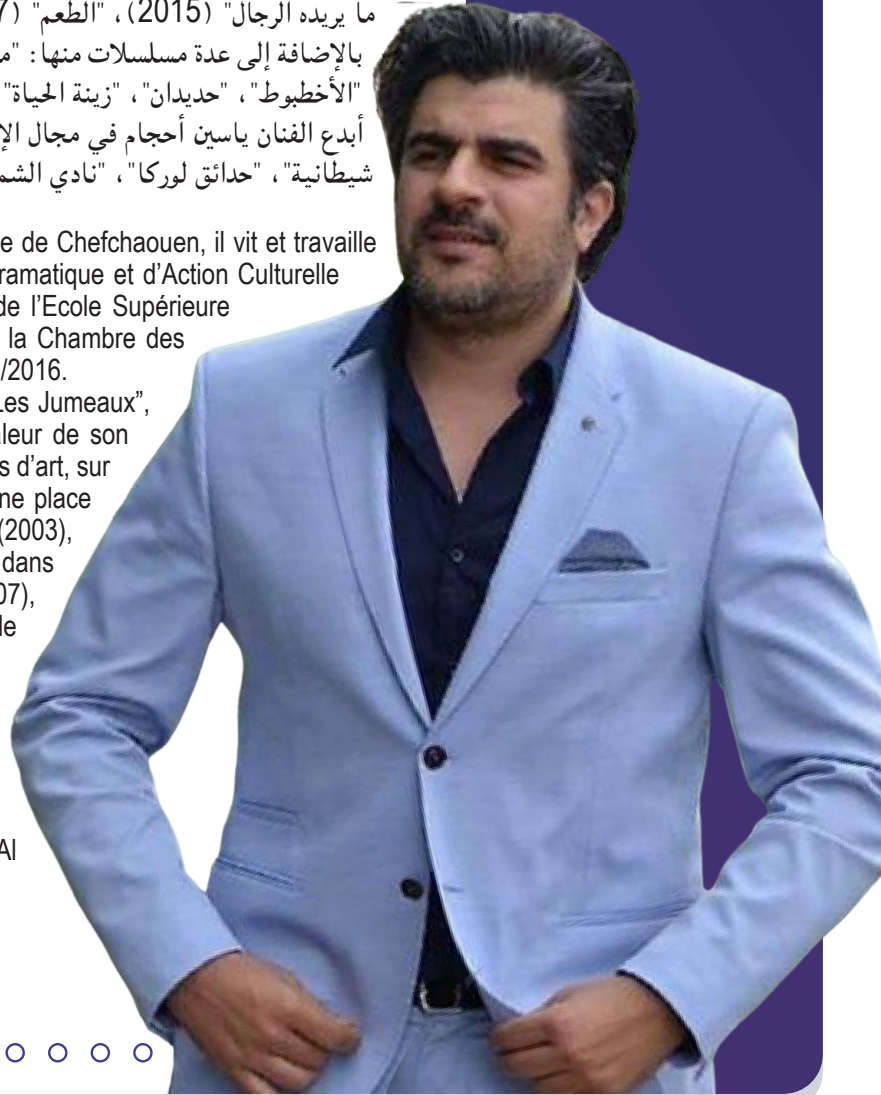 ما يريده الرجال" (2015)، "الطعم" (7
بالإضافة إلى عدة مسلسلات منها: "م
"الأخطبوط"، "حديدان"، "زينة الحياة"
أبدع الفنان ياسين أحجام في مجال الإ
شيطانية"، "حدائق لوركا"، "نادي الشم
e de Chefchaouen, il vit et travaille
ramatique et d’Action Culturelle
de l’Ecole Supérieure
la Chambre des
/2016.
Les Jumeaux”,
aleur de son
s d’art, sur
ne place
(2003),
dans
07),
le
Al